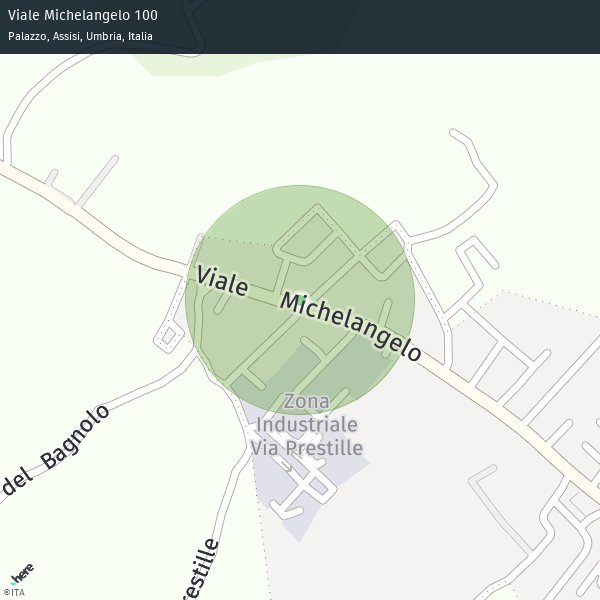 Viale Michelangelo 100
Palazzo, Assisi, Umbria, Italia
Viale Michelangelo
Zona
Industriale
Via Prestille
del Bagnolo
restille
here
©ITA